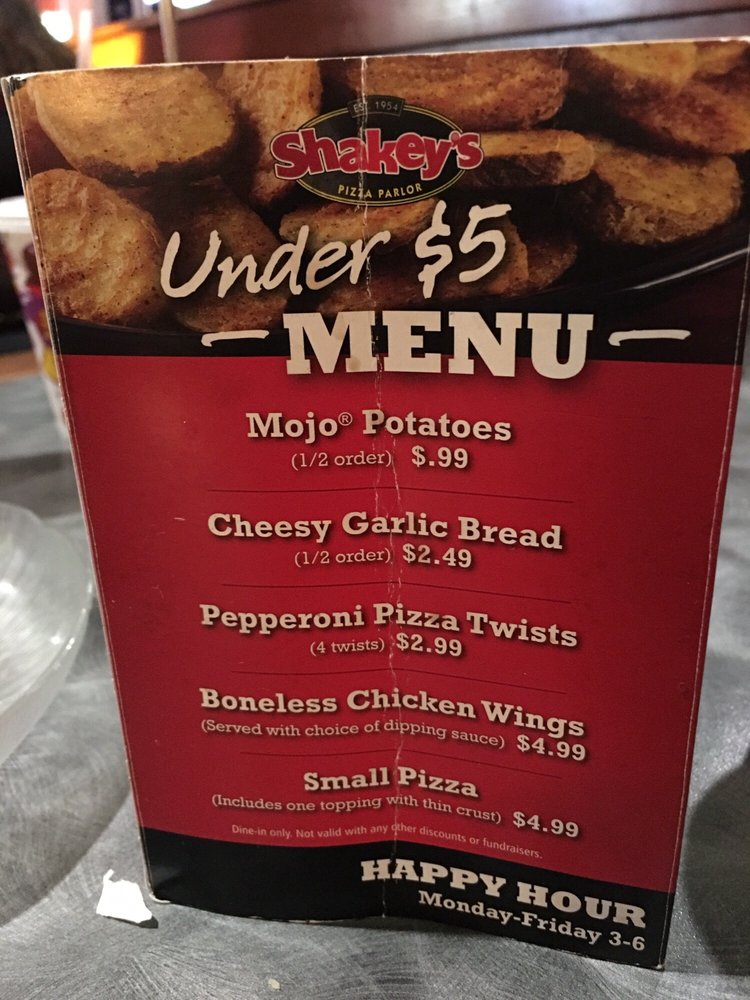 EST. 1954
Shakey's
PIZZA PARLOR
Under $5
MENU
Mojo® Potatoes
(1/2 order) $.99
Cheesy Garlic Bread
(1/2 order) $2.49
Pepperoni Pizza Twists
(4 twists) $2.99
Boneless Chicken Wings
(Served with choice of dipping sauce) $4.99
Small Pizza
(Includes one topping with thin crust) $4.99
Dine-in only. Not valid with any other discounts or fundraisers.
HAPPY HOUR
Monday-Friday 3-6